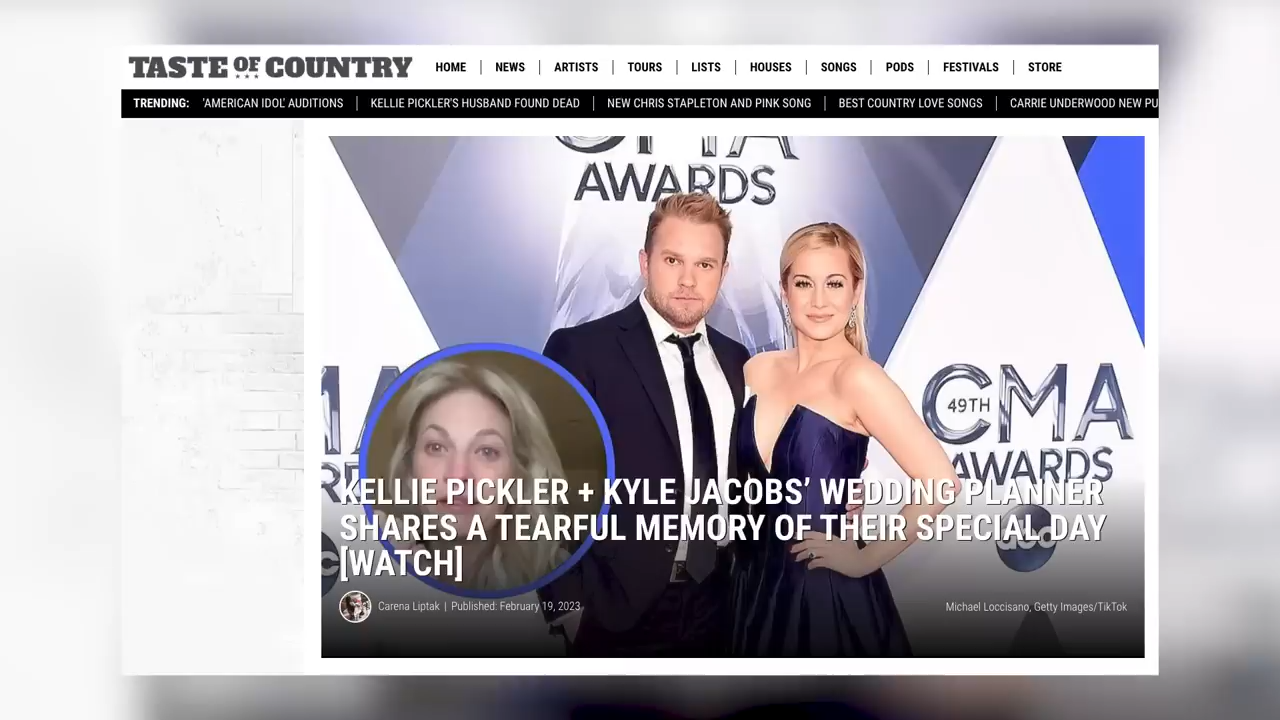 TASTE OF COUNTRY
HOME | NEWS | ARTISTS | TOURS | LISTS | HOUSES | SONGS | PODS | FESTIVALS | STORE
TRENDING: 'AMERICAN IDOL' AUDITIONS | KELLIE PICKLER'S HUSBAND FOUND DEAD | NEW CHRIS STAPLETON AND PINK SONG | BEST COUNTRY LOVE SONGS | CARRIE UNDERWOOD NEW PU
CMA
AWARDS
49TH CMA
AWARDS
abc
KELLIE PICKLER + KYLE JACOBS’ WEDDING PLANNER
SHARES A TEARFUL MEMORY OF THEIR SPECIAL DAY
[WATCH]
Carena Liptak | Published: February 19, 2023
Michael Loccisano, Getty Images/TikTok